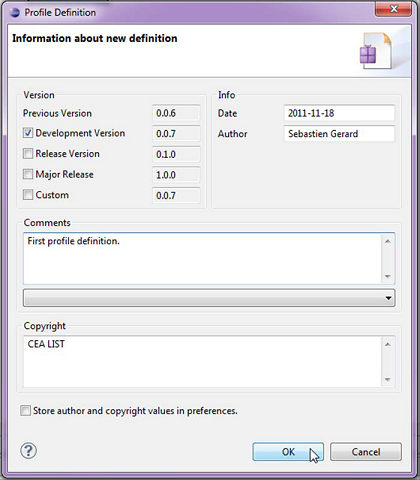 Profile Definition
Information about new definition
Version
Previous Version 0.0.6
Development Version 0.0.7
Release Version 0.1.0
Major Release 1.0.0
Custom 0.0.7
Info
Date 2011-11-18
Author Sebastien Gerard
Comments
First profile definition.
Copyright
CEA LIST
Store author and copyright values in preferences.
?
OK Cancel